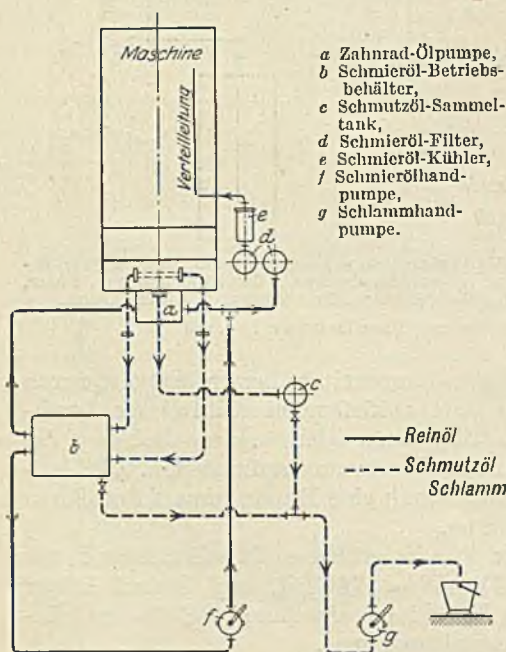 Maschine
Verteilleitung
a Zahnrad-Ölpumpe,
b Schmieröl-Betriebs-
behälter,
c Schmutzöl-Sammel-
tank,
d Schmieröl-Filter,
e Schmieröl-Kühler,
f Schmierölhand-
pumpe,
g Schlammhand-
pumpe.
e
d
a
c
b
Reinöl
Schmutzöl
Schlamm
f
g